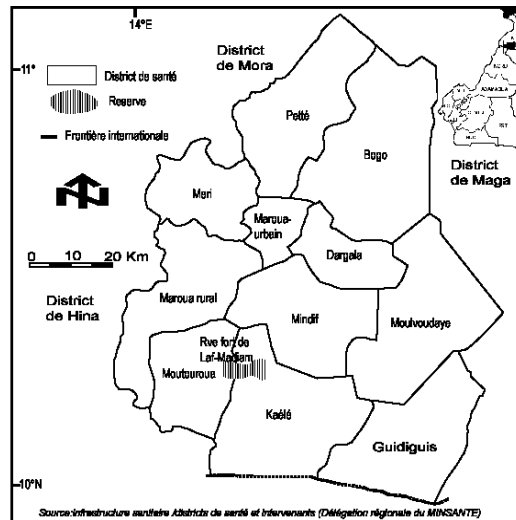 14°E
11°
District
de Mora
District de santé
Reserve
Frontière internationale
Petté
Bogo
District
de Maga
Meri
Maroua-
urbain
Dargala
0 10 20 Km
District
de Hina
Maroua rural
Mindif
Moulvoudaye
Rve fort de
Laf-Madjam
Moutouroua
Kaélé
Guidiguis
10°N
Source:Infrastructure sanitaire /districts de santé et intervenants (Délégation régionale du MINSANTE)